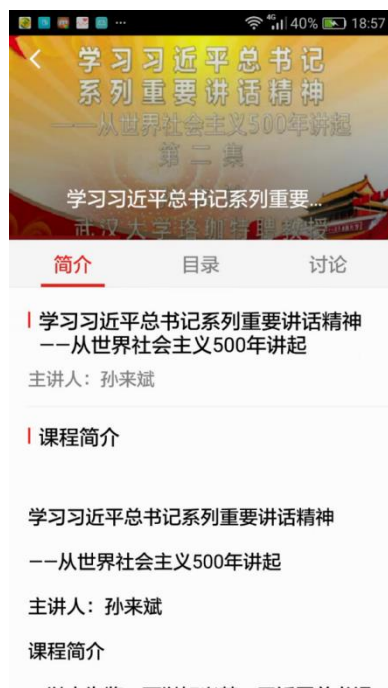 40% 18:57
学习习近平总书记
系列重要讲话精神
——从世界社会主义500年讲起
第二集
学习习近平总书记系列重要...
武汉大学珞珈特聘教授
简介 目录 讨论
学习习近平总书记系列重要讲话精神
——从世界社会主义500年讲起
主讲人：孙来斌
课程简介
学习习近平总书记系列重要讲话精神
——从世界社会主义500年讲起
主讲人：孙来斌
课程简介